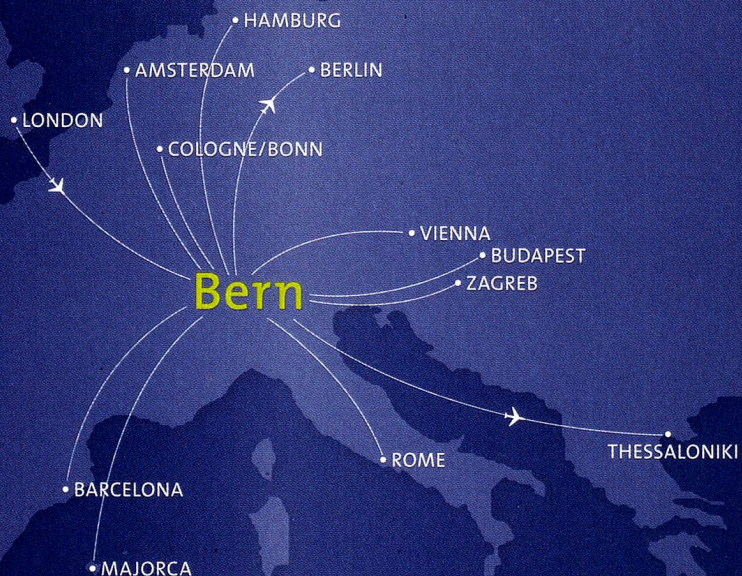 HAMBURG
AMSTERDAM
BERLIN
LONDON
COLOGNE/BONN
VIENNA
BUDAPEST
ZAGREB
Bern
THESSALONIKI
ROME
BARCELONA
MAJORCA